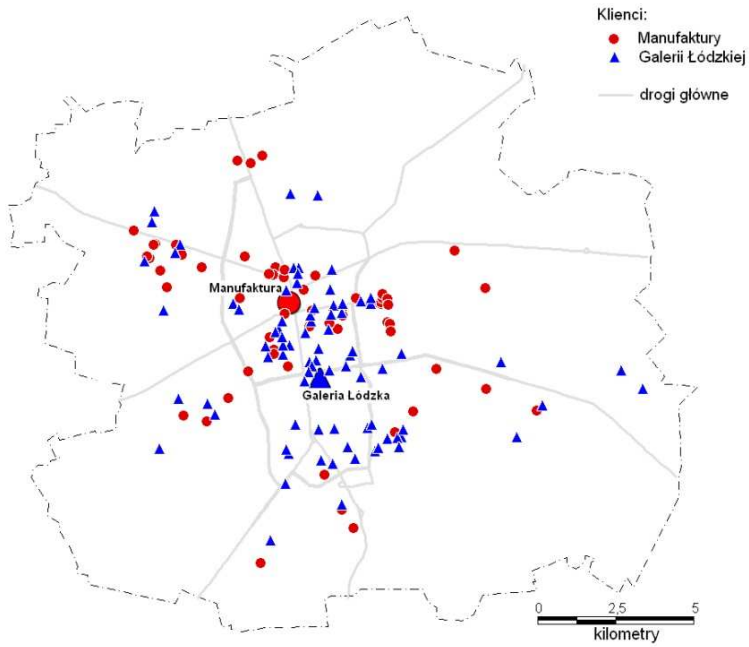 Klienci:
Manufaktury
Galerii Łódzkiej
drogi główne
Manufaktura
Galeria Łódzka
0 2,5 5
kilometry